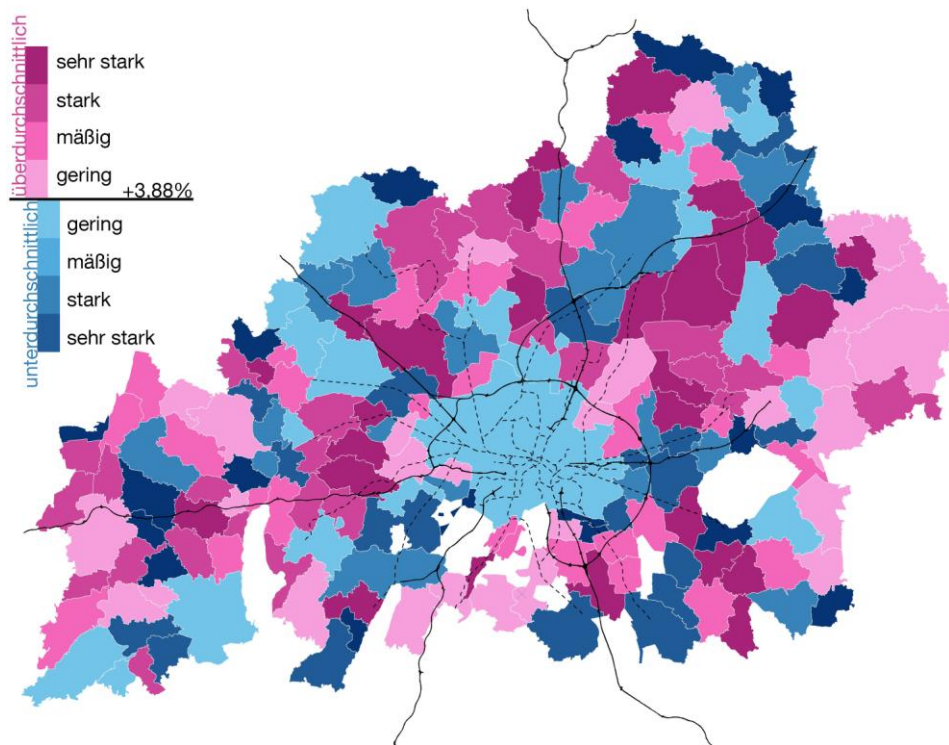 überdurchschnittlich
sehr stark
stark
mäßig
gering
+3.88%
unterdurchschnittlich
gering
mäßig
stark
sehr stark